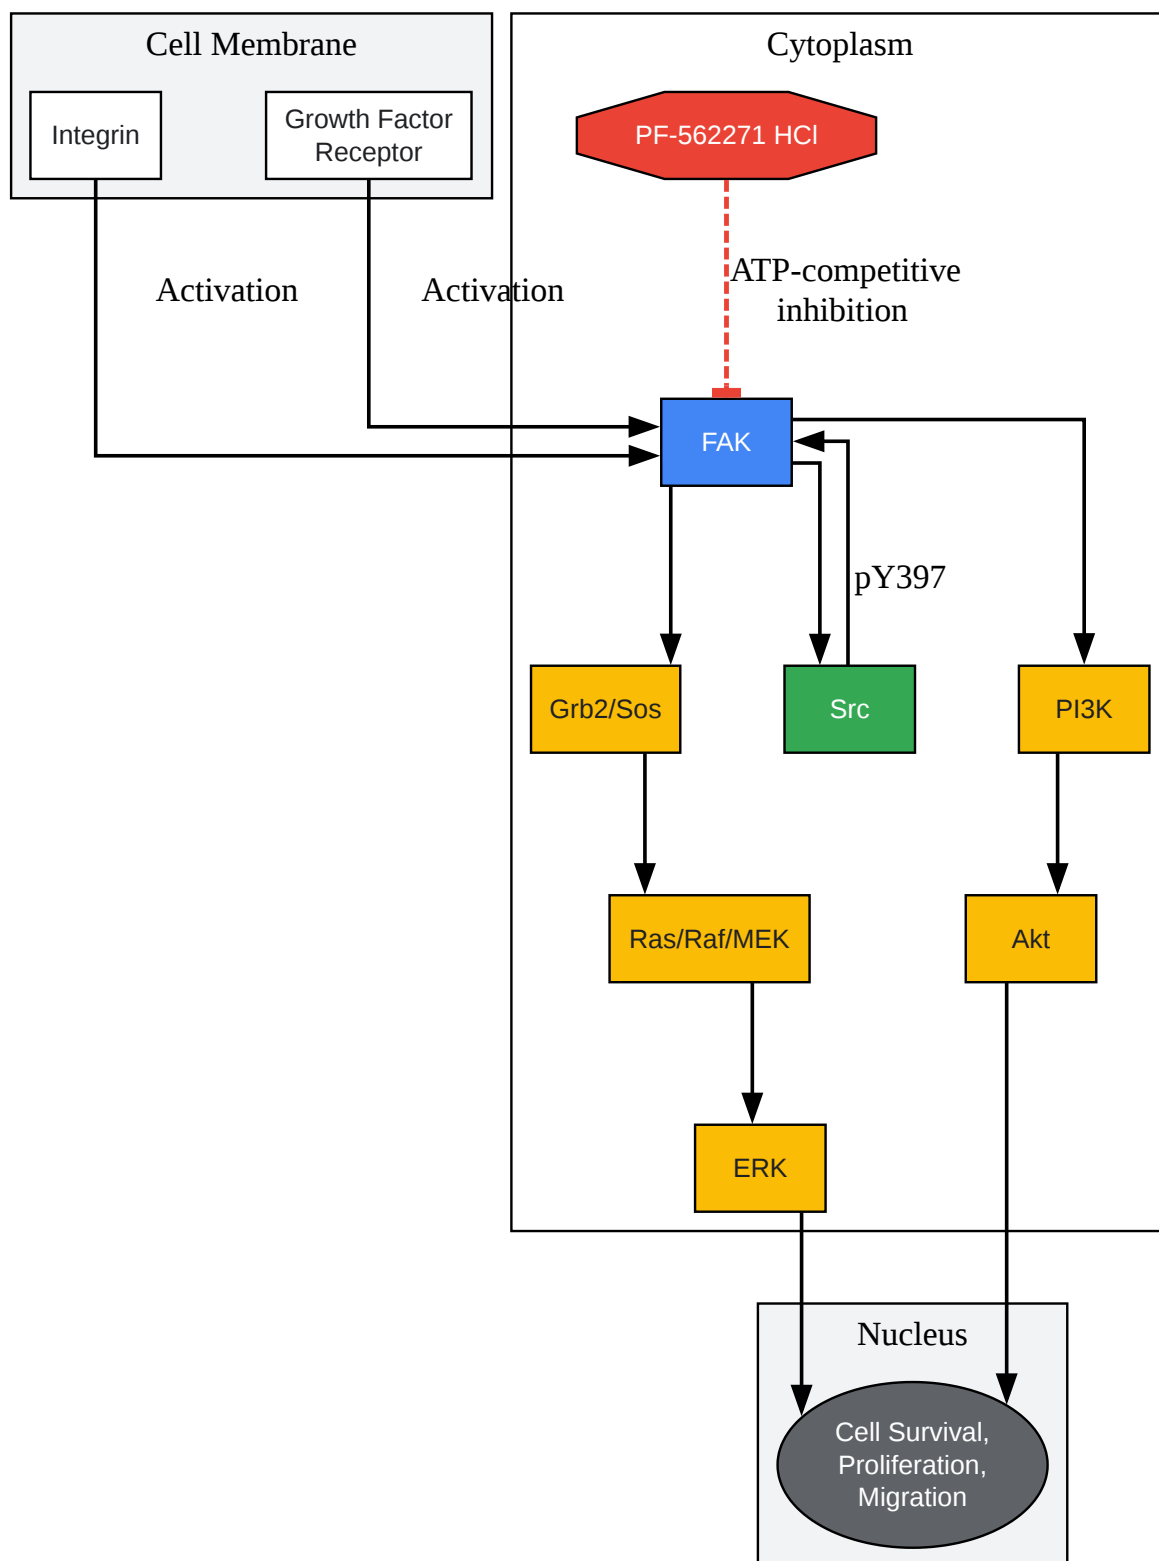 Cell Membrane
Cytoplasm
Integrin
Growth Factor
Receptor
PF-562271 HCl
Activation
Activation
ATP-competitive
inhibition
FAK
pY397
Grb2/Sos
Src
PI3K
Ras/Raf/MEK
Akt
ERK
Nucleus
Cell Survival,
Proliferation,
Migration